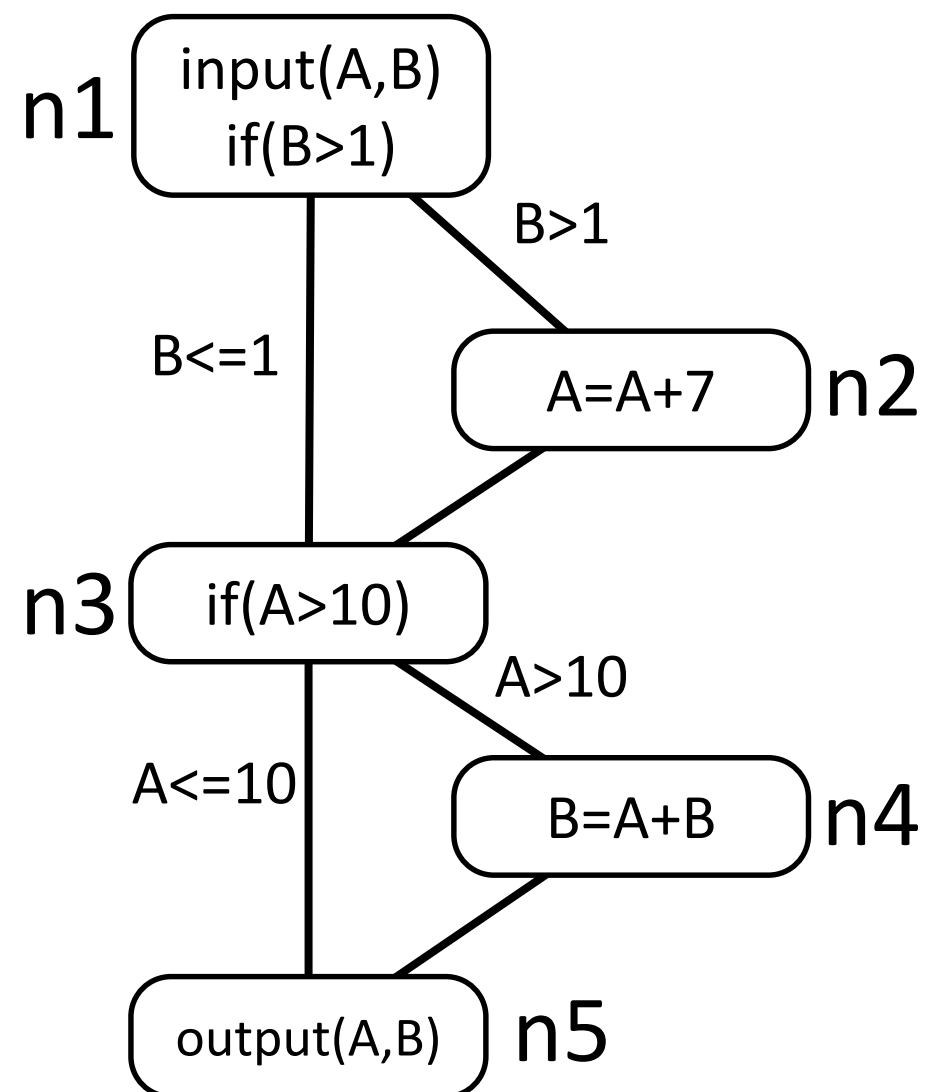 input(A,B)
n1
if(B>1)
B>1
B<=1
A=A+7
n2
n3
if(A>10)
A>10
A<=10
B=A+B
n4
output(A,B)
n5